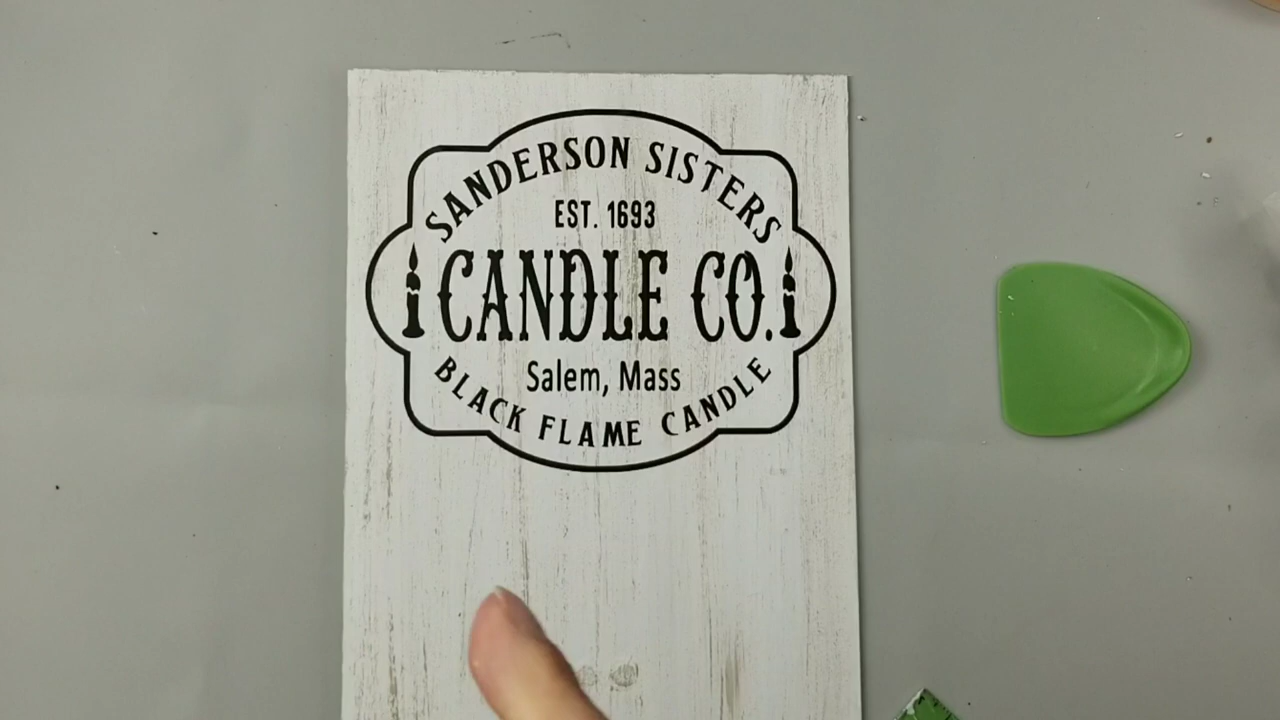 SANDERSON SISTERS
EST. 1693
CANDLE CO.
Salem, Mass
BLACK FLAME CANDLE